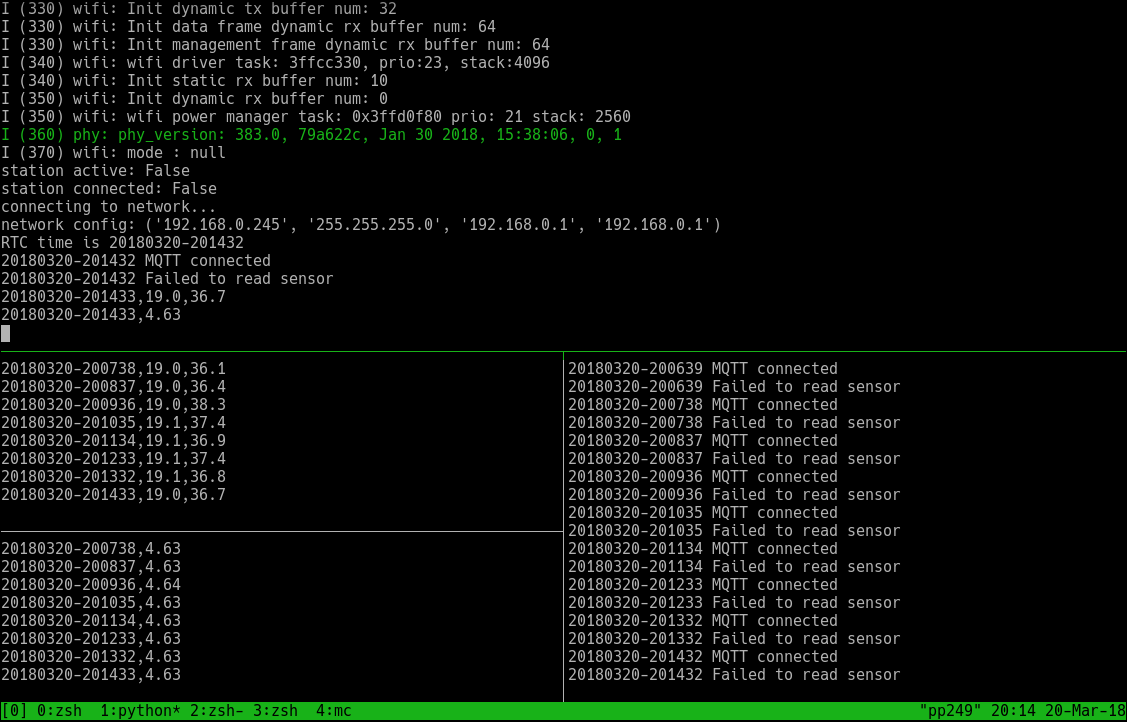 I (330) wifi: Init dynamic tx buffer num: 32
I (330) wifi: Init data frame dynamic rx buffer num: 64
I (330) wifi: Init management frame dynamic rx buffer num: 64
I (340) wifi: wifi driver task: 3ffcc330, prio:23, stack:4096
I (340) wifi: Init static rx buffer num: 10
I (350) wifi: Init dynamic rx buffer num: 0
I (350) wifi: wifi power manager task: 0x3ffd0f80 prio: 21 stack: 2560
I (360) phy: phy_version: 383.0, 79a622c, Jan 30 2018, 15:38:06, 0, 1
I (370) wifi: mode : null
station active: False
station connected: False
connecting to network...
network config: ('192.168.0.245', '255.255.255.0', '192.168.0.1', '192.168.0.1')
RTC time is 20180320-201432
20180320-201432 MQTT connected
20180320-201432 Failed to read sensor
20180320-201433,19.0,36.7
20180320-201433,4.63
20180320-200738,19.0,36.1
20180320-200837,19.0,36.4
20180320-200936,19.0,38.3
20180320-201035,19.1,37.4
20180320-201134,19.1,36.9
20180320-201233,19.1,37.4
20180320-201332,19.1,36.8
20180320-201433,19.0,36.7
20180320-200738,4.63
20180320-200837,4.63
20180320-200936,4.64
20180320-201035,4.63
20180320-201134,4.63
20180320-201233,4.63
20180320-201332,4.63
20180320-201433,4.63
20180320-200639 MQTT connected
20180320-200639 Failed to read sensor
20180320-200738 MQTT connected
20180320-200738 Failed to read sensor
20180320-200837 MQTT connected
20180320-200837 Failed to read sensor
20180320-200936 MQTT connected
20180320-200936 Failed to read sensor
20180320-201035 MQTT connected
20180320-201035 Failed to read sensor
20180320-201134 MQTT connected
20180320-201134 Failed to read sensor
20180320-201233 MQTT connected
20180320-201233 Failed to read sensor
20180320-201332 MQTT connected
20180320-201332 Failed to read sensor
20180320-201432 MQTT connected
20180320-201432 Failed to read sensor
[0] 0:zsh  1:python* 2:zsh- 3:zsh  4:mc "pp249" 20:14 20-Mar-18